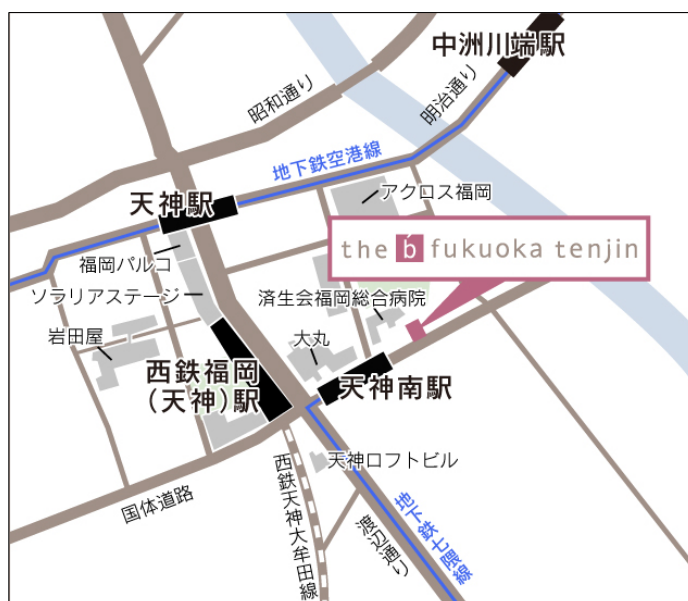 中洲川端駅
昭和通り
明治通り
地下鉄空港線
天神駅
アクロス福岡
the b fukuoka tenjin
福岡パルコ
ソラリアステージ
済生会福岡総合病院
岩田屋
大丸
西鉄福岡
(天神)駅
天神南駅
天神ロフトビル
国体道路
西鉄天神大牟田線
渡辺通り
地下鉄七隈線